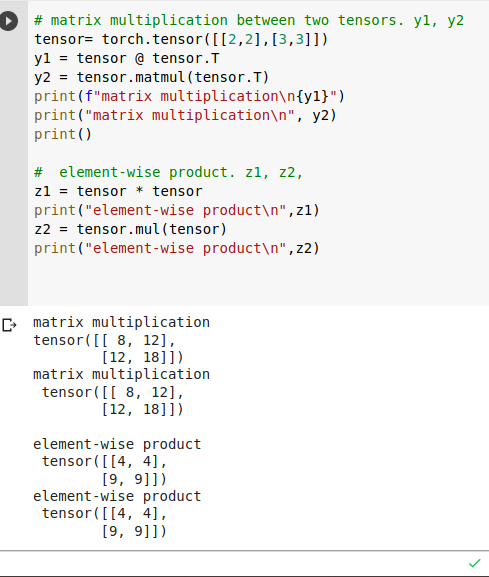 # matrix multiplication between two tensors. y1, y2
tensor= torch.tensor([[2,2],[3,3]])
y1 = tensor @ tensor.T
y2 = tensor.matmul(tensor.T)
print(f"matrix multiplication\n{y1}")
print("matrix multiplication\n", y2)
print()

#  element-wise product. z1, z2,
z1 = tensor * tensor
print("element-wise product\n",z1)
z2 = tensor.mul(tensor)
print("element-wise product\n",z2)

matrix multiplication
tensor([[ 8, 12],
        [12, 18]])
matrix multiplication
 tensor([[ 8, 12],
        [12, 18]])

element-wise product
 tensor([[4, 4],
        [9, 9]])
element-wise product
 tensor([[4, 4],
        [9, 9]])